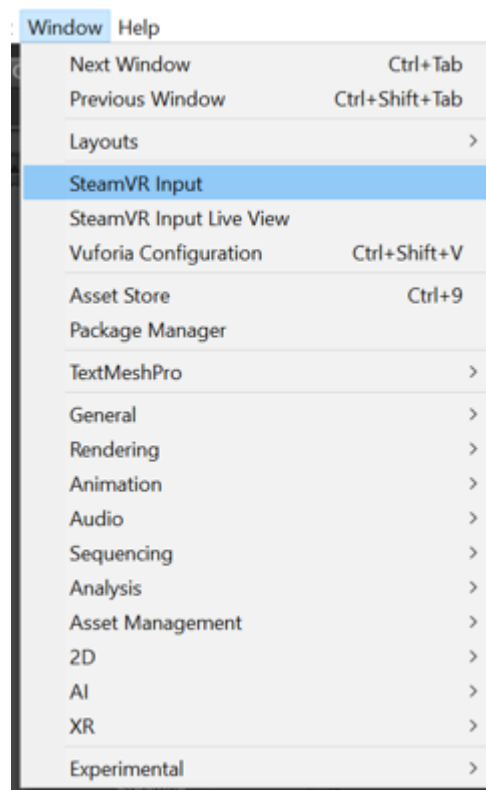 Window Help
Next Window Ctrl+Tab
Previous Window Ctrl+Shift+Tab
Layouts >
SteamVR Input
SteamVR Input Live View
Vuforia Configuration Ctrl+Shift+V
Asset Store Ctrl+9
Package Manager
TextMeshPro >
General >
Rendering >
Animation >
Audio >
Sequencing >
Analysis >
Asset Management >
2D >
AI >
XR >
Experimental >